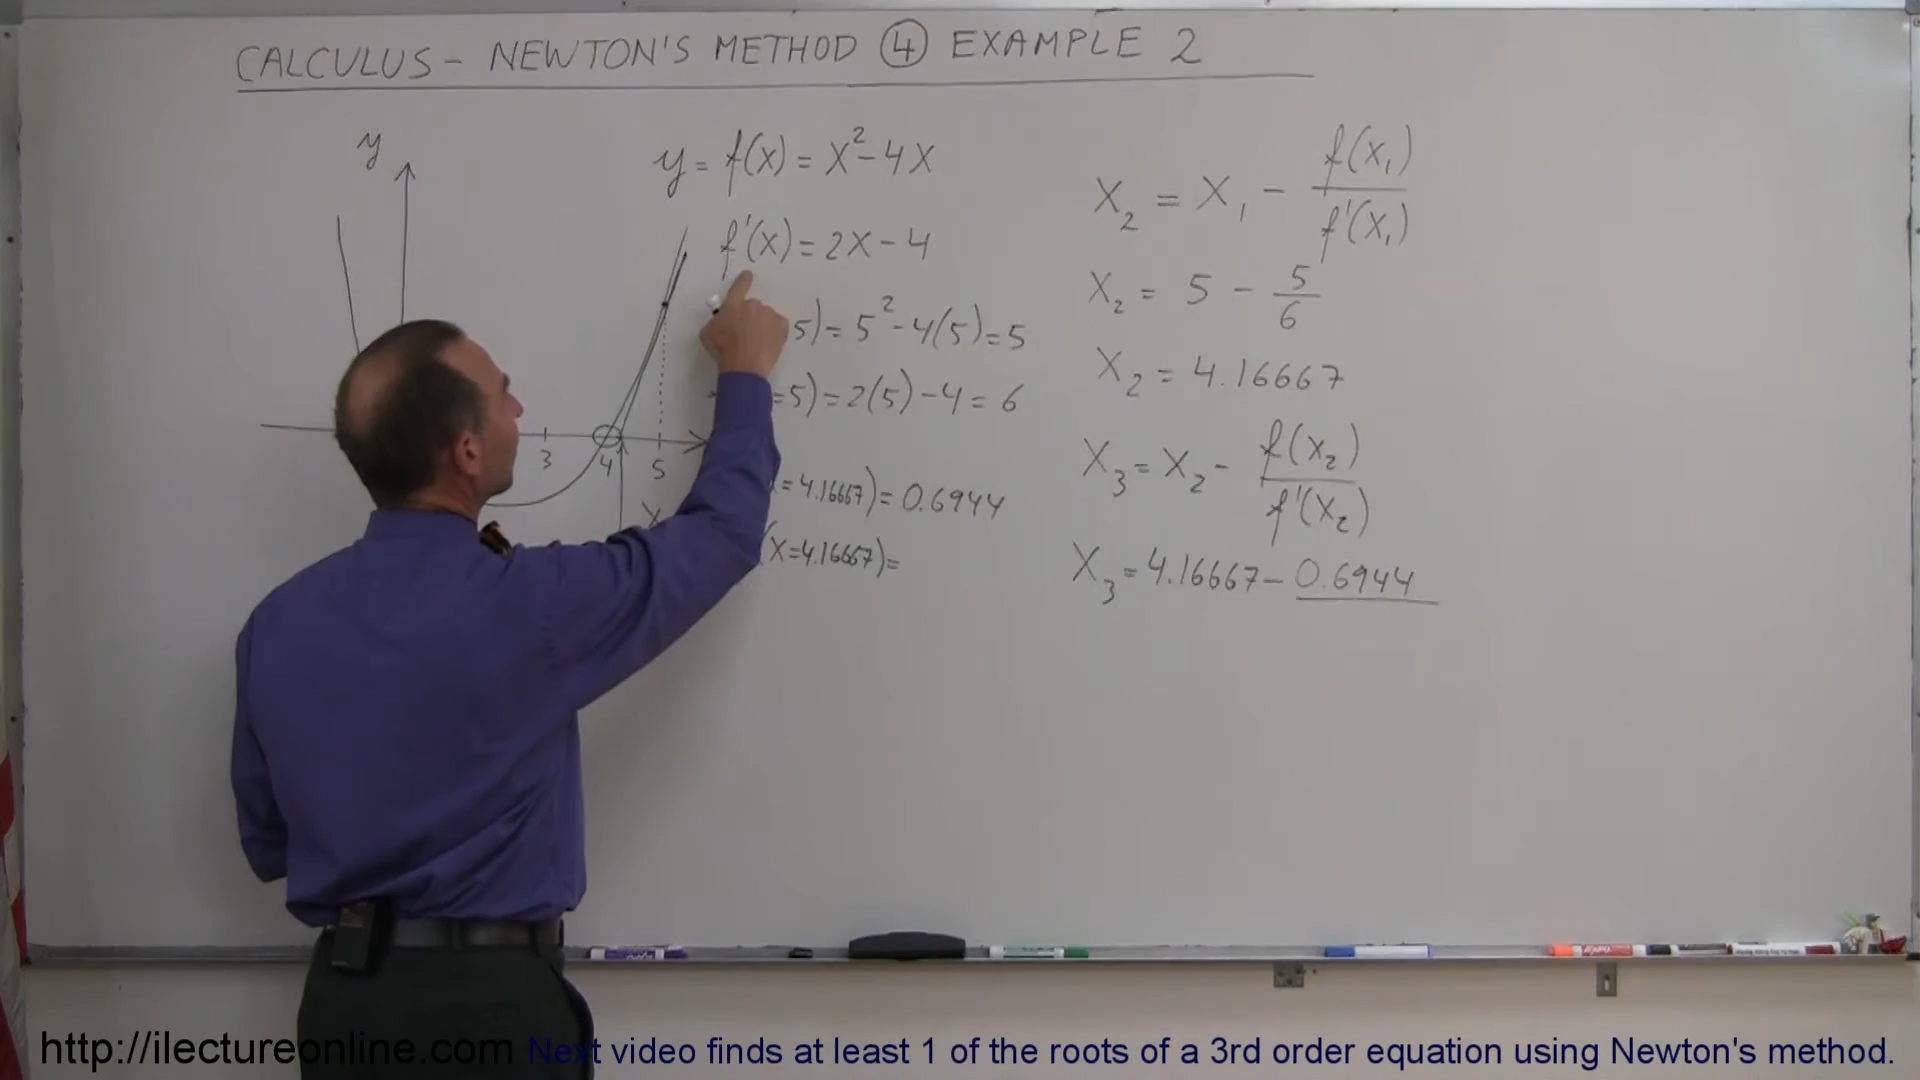 CALCULUS - NEWTON'S METHOD ④ EXAMPLE 2
y
3 4 5
X
y = f(x) = x² - 4x
f'(x) = 2x - 4
5) = 5² - 4(5) = 5
=5) = 2(5) - 4 = 6
=4.16667) = 0.6944
(x=4.16667) =
x₂ = x₁ - f(x₁)/f'(x₁)
x₂ = 5 - 5/6
x₂ = 4.16667
x₃ = x₂ - f(x₂)/f'(x₂)
x₃ = 4.16667 - 0.6944
http://ilectureonline.com Next video finds at least 1 of the roots of a 3rd order equation using Newton's method.